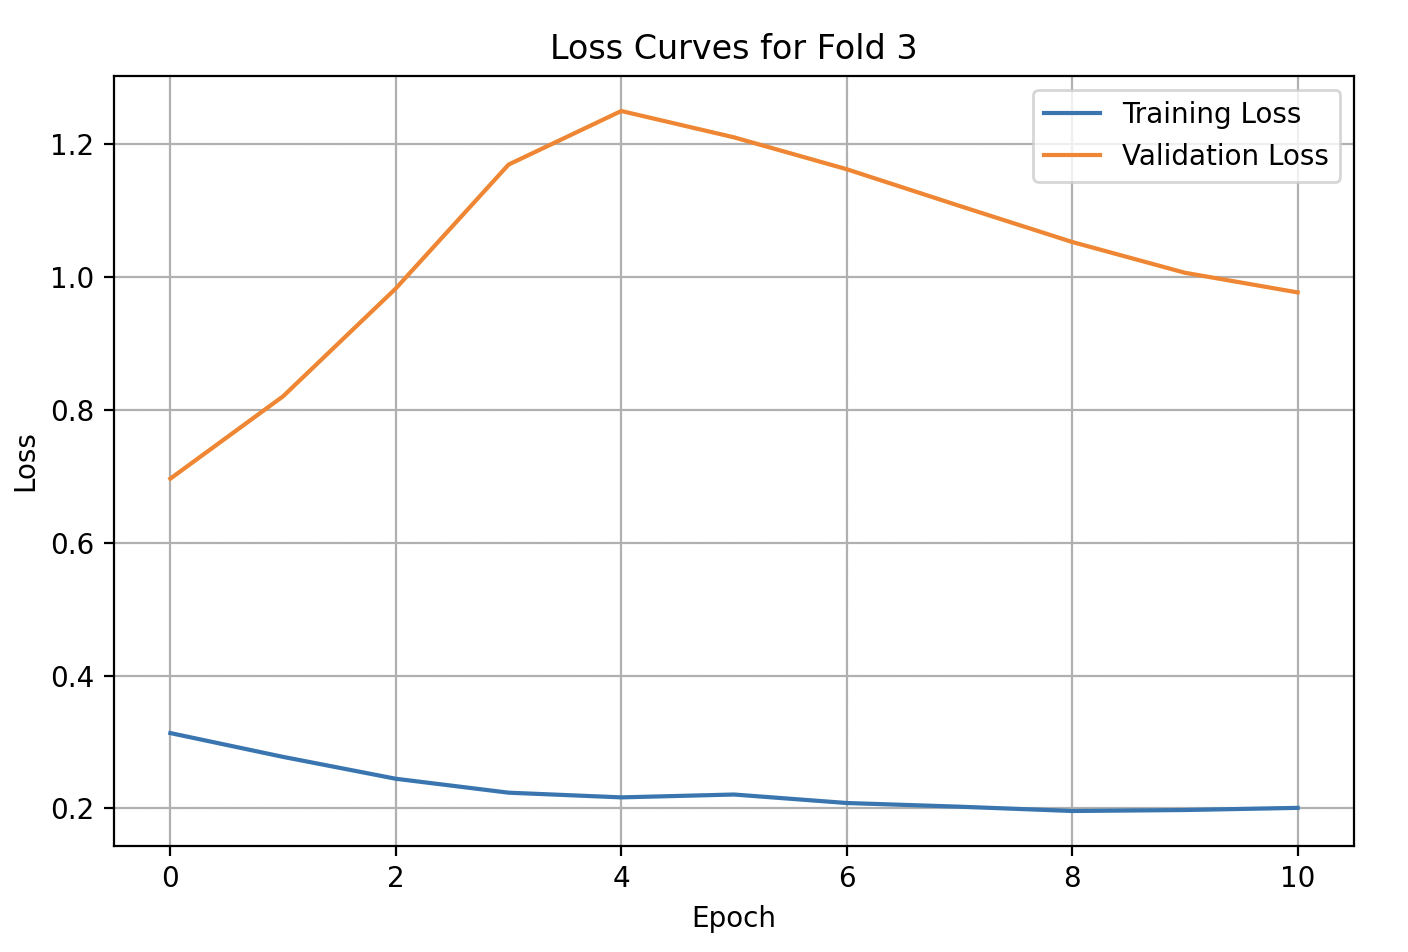 Loss Curves for Fold 3
Training Loss
Validation Loss
1.2
1.0
0.8
0.6
0.4
0.2
Loss
0 2 4 6 8 10
Epoch